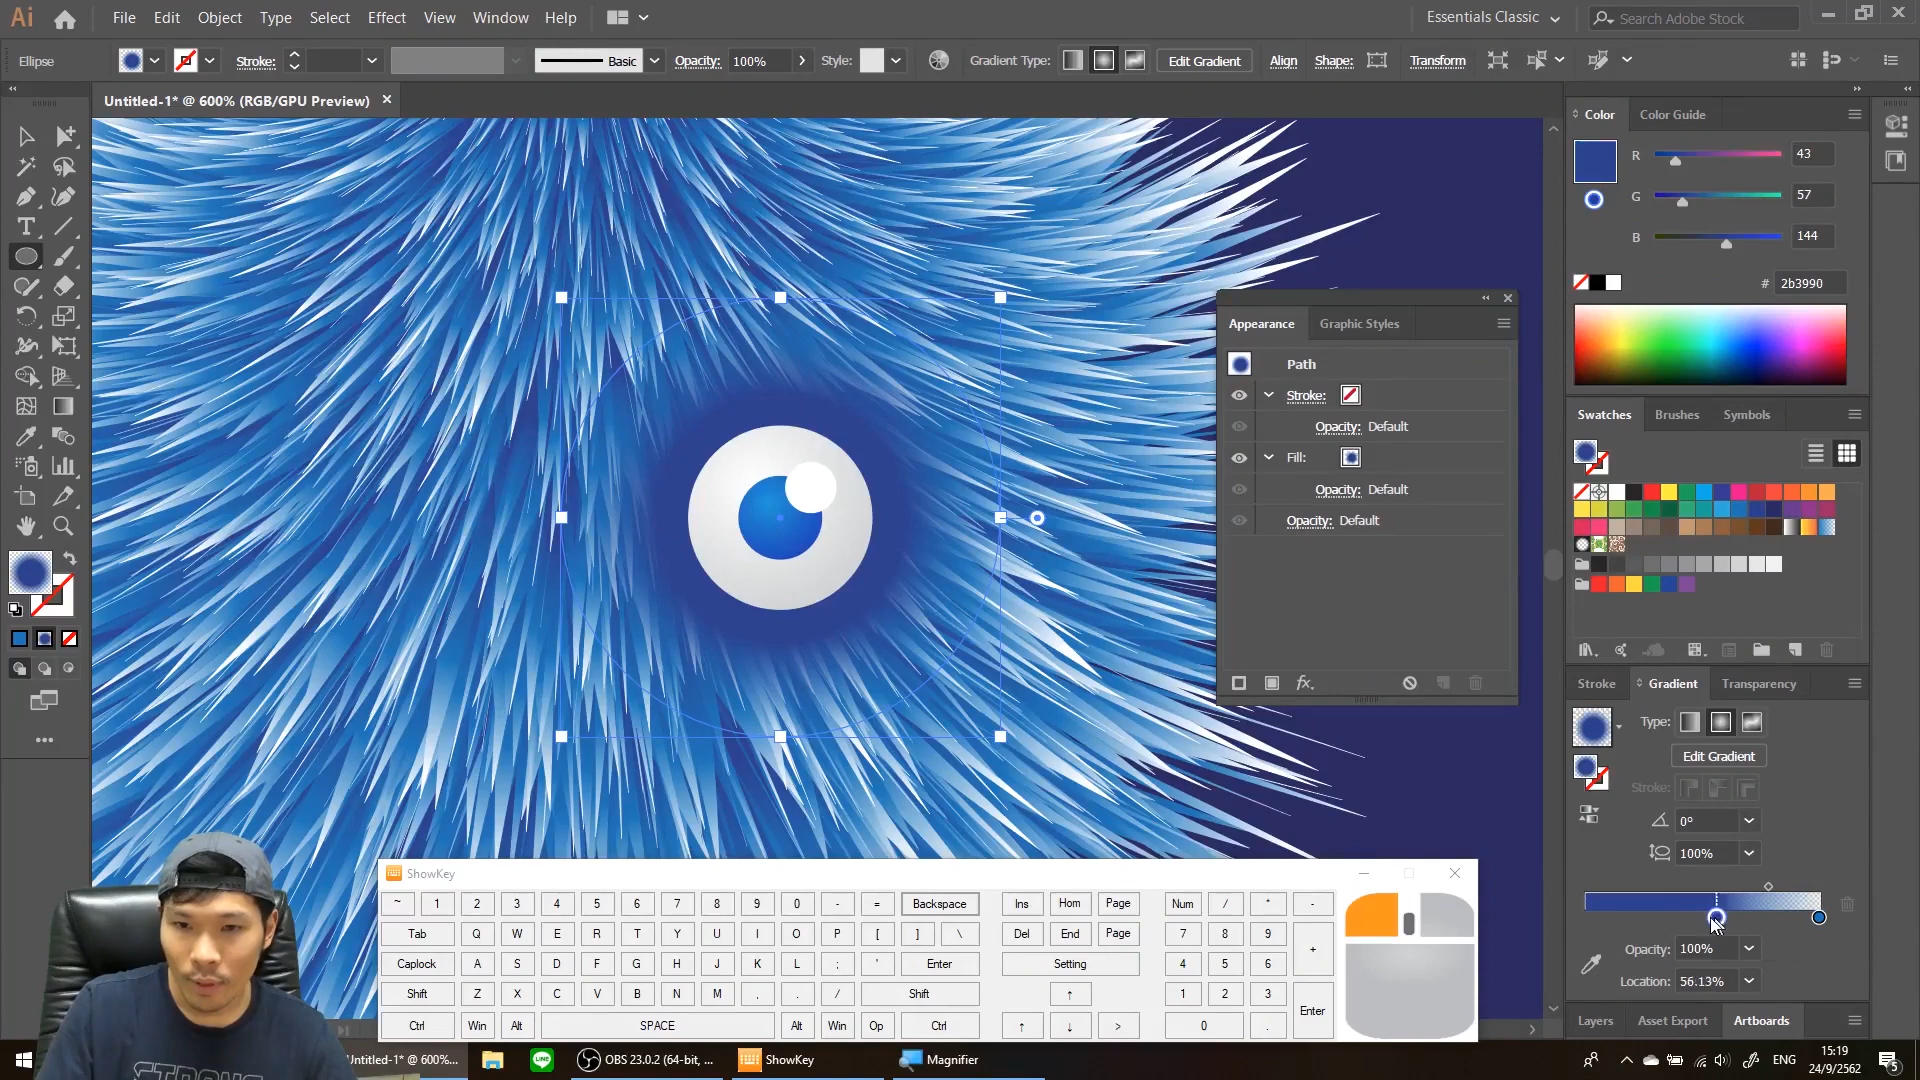 Ai File Edit Object Type Select Effect View Window Help Essentials Classic Search Adobe Stock
Ellipse Stroke: Basic Opacity: 100% Style: Gradient Type: Edit Gradient Align Shape: Transform
Untitled-1* @ 600% (RGB/GPU Preview)
Color Color Guide
R 43
G 57
B 144
# 2b3990
Appearance Graphic Styles
Path
Stroke:
Opacity: Default
Fill:
Opacity: Default
Opacity: Default
fx
Swatches Brushes Symbols
Stroke Gradient Transparency
Type:
Edit Gradient
Stroke:
0°
100%
Opacity: 100%
Location: 56.13%
Layers Asset Export Artboards
ShowKey
~ 1 2 3 4 5 6 7 8 9 0 - = Backspace Ins Hom Page Num / * -
Tab Q W E R T Y U I O P [ ] \ Del End Page 7 8 9 +
Caplock A S D F G H J K L ; ' Enter Setting 4 5 6
Shift Z X C V B N M , . / Shift ↑ 1 2 3 Enter
Ctrl Win Alt SPACE Alt Win Op Ctrl ↑ ↓ > 0 .
Untitled-1* @ 600%... OBS 23.0.2 (64-bit, ... ShowKey Magnifier ENG 15:19
24/9/2562 5